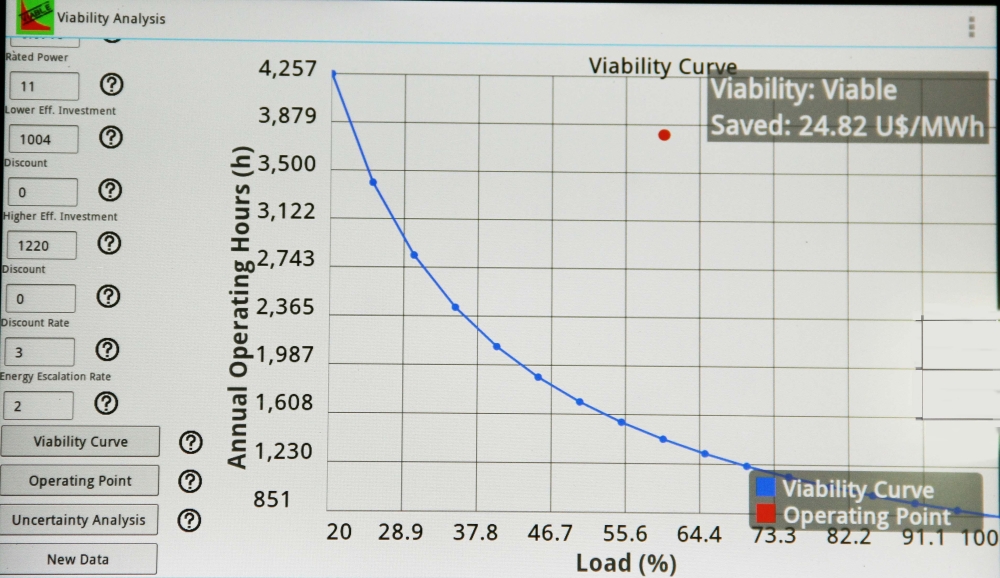 VIABLE
Viability Analysis
Rated Power
11
Lower Eff. Investment
1004
Discount
0
Higher Eff. Investment
1220
Discount
0
Discount Rate
3
Energy Escalation Rate
2
Viability Curve
Operating Point
Uncertainty Analysis
New Data
Viability Curve
Viability: Viable
Saved: 24.82 U$/MWh
Annual Operating Hours (h)
4,257
3,879
3,500
3,122
2,743
2,365
1,987
1,608
1,230
851
Viability Curve
Operating Point
20 28.9 37.8 46.7 55.6 64.4 73.3 82.2 91.1 100
Load (%)